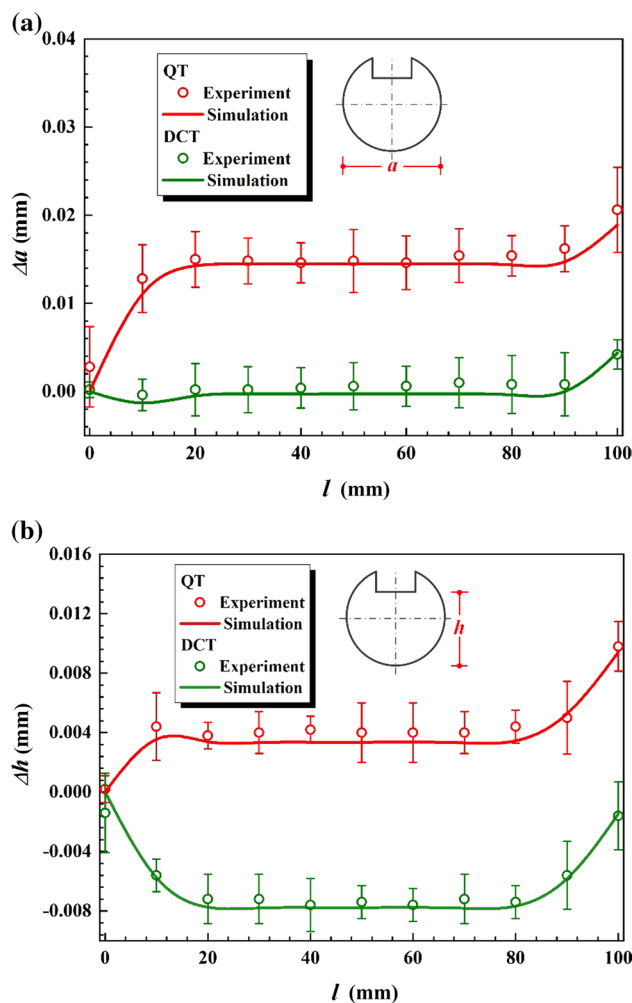 (a)
0.04
0.03
0.02
0.01
0.00
Δa (mm)
QT
Experiment
Simulation
DCT
Experiment
Simulation
a
0 20 40 60 80 100
l (mm)
(b)
0.016
0.012
0.008
0.004
0.000
-0.004
-0.008
Δh (mm)
QT
Experiment
Simulation
DCT
Experiment
Simulation
h
0 20 40 60 80 100
l (mm)